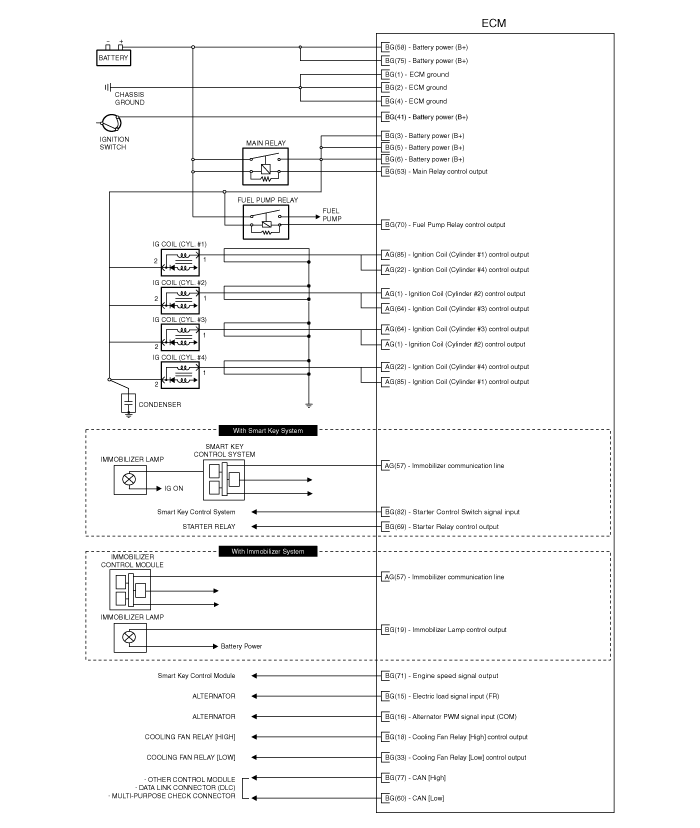 ECM
- +
BATTERY
BG(58) - Battery power (B+)
BG(75) - Battery power (B+)
BG(1) - ECM ground
CHASSIS
GROUND
BG(2) - ECM ground
BG(4) - ECM ground
BG(41) - Battery power (B+)
IGNITION
SWITCH
BG(3) - Battery power (B+)
MAIN RELAY
BG(5) - Battery power (B+)
BG(6) - Battery power (B+)
BG(53) - Main Relay control output
FUEL PUMP RELAY
FUEL
PUMP
BG(70) - Fuel Pump Relay control output
IG COIL (CYL. #1)
2 1
AG(85) - Ignition Coil (Cylinder #1) control output
AG(22) - Ignition Coil (Cylinder #4) control output
IG COIL (CYL. #2)
2 1
AG(1) - Ignition Coil (Cylinder #2) control output
AG(64) - Ignition Coil (Cylinder #3) control output
IG COIL (CYL. #3)
2 1
AG(64) - Ignition Coil (Cylinder #3) control output
AG(1) - Ignition Coil (Cylinder #2) control output
IG COIL (CYL. #4)
2 1
AG(22) - Ignition Coil (Cylinder #4) control output
AG(85) - Ignition Coil (Cylinder #1) control output
CONDENSER
With Smart Key System
SMART KEY
CONTROL SYSTEM
IMMOBILIZER LAMP
AG(57) - Immobilizer communication line
IG ON
Smart Key Control System
BG(82) - Starter Control Switch signal input
STARTER RELAY
BG(69) - Starter Relay control output
With Immobilizer System
IMMOBILIZER
CONTROL MODULE
AG(57) - Immobilizer communication line
IMMOBILIZER LAMP
BG(19) - Immobilizer Lamp control output
Battery Power
Smart Key Control Module
BG(71) - Engine speed signal output
ALTERNATOR
BG(15) - Electric load signal input (FR)
ALTERNATOR
BG(16) - Alternator PWM signal input (COM)
COOLING FAN RELAY [HIGH]
BG(18) - Cooling Fan Relay [High] control output
COOLING FAN RELAY [LOW]
BG(33) - Cooling Fan Relay [Low] control output
· OTHER CONTROL MODULE
· DATA LINK CONNECTOR (DLC)
· MULTI-PURPOSE CHECK CONNECTOR
BG(77) - CAN [High]
BG(60) - CAN [Low]